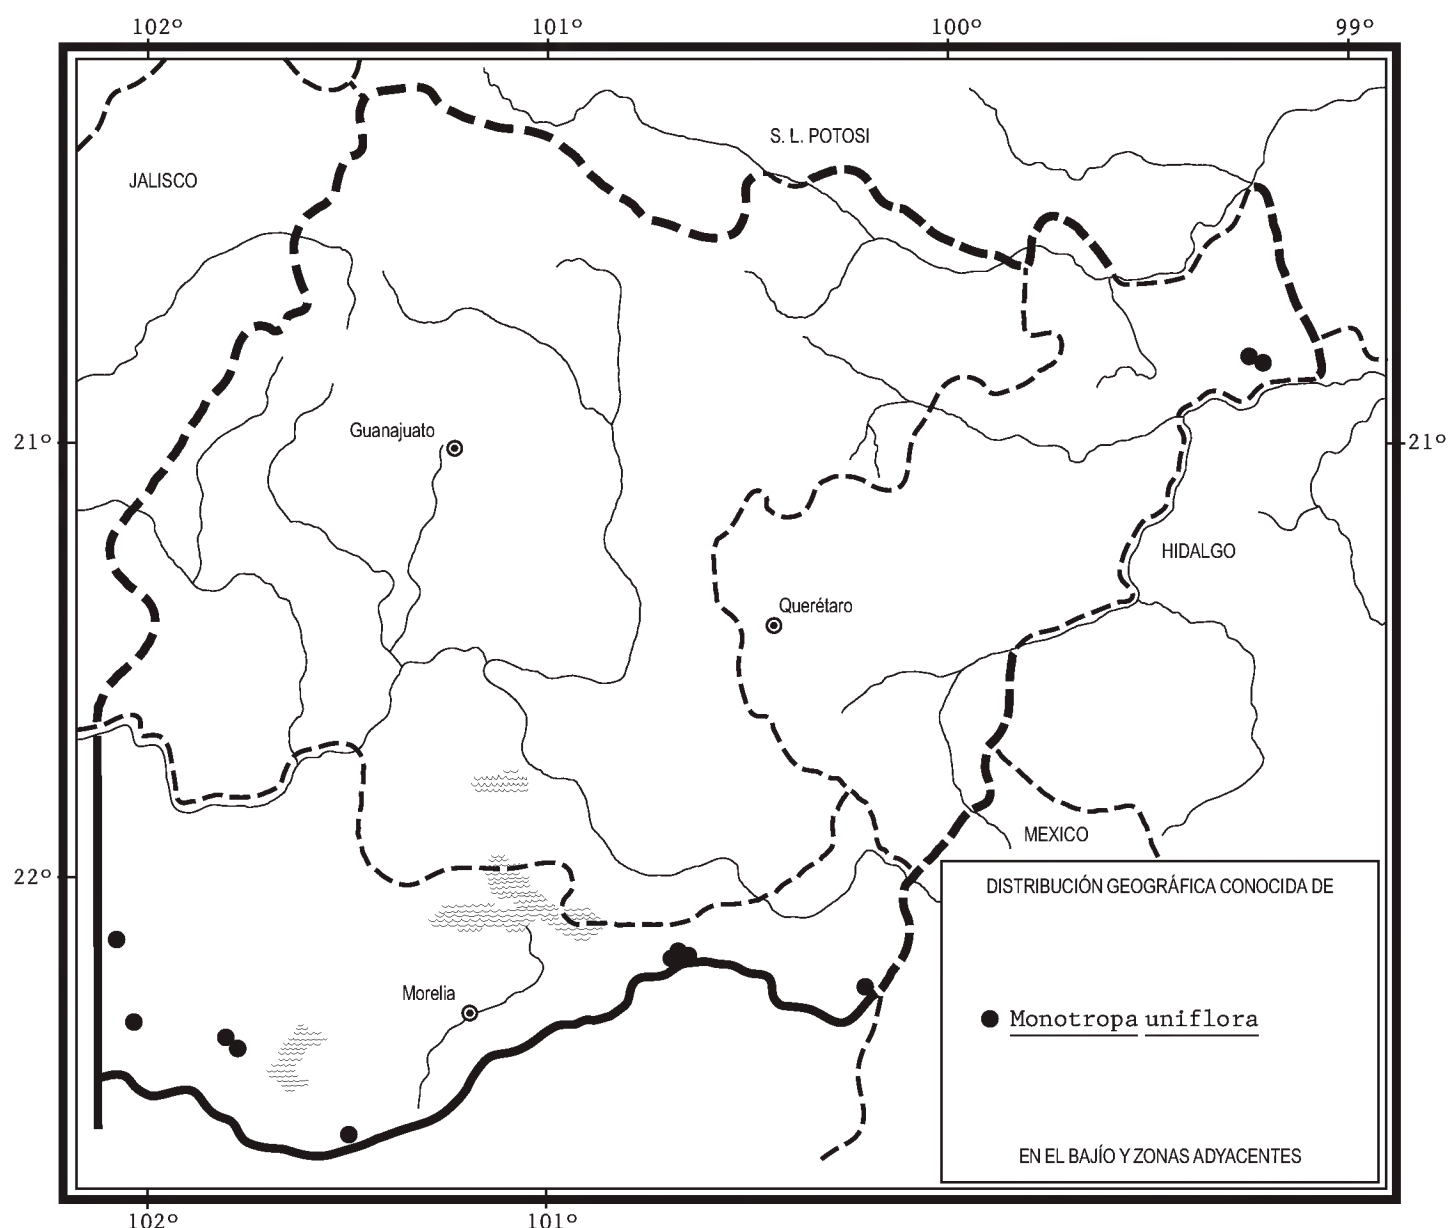 102º 101º 100º 99º
S. L. POTOSI
JALISCO
Guanajuato
21º 21º
HIDALGO
Querétaro
MEXICO
22º
DISTRIBUCIÓN GEOGRÁFICA CONOCIDA DE
Morelia
Monotropa uniflora
EN EL BAJÍO Y ZONAS ADYACENTES
102º 101º